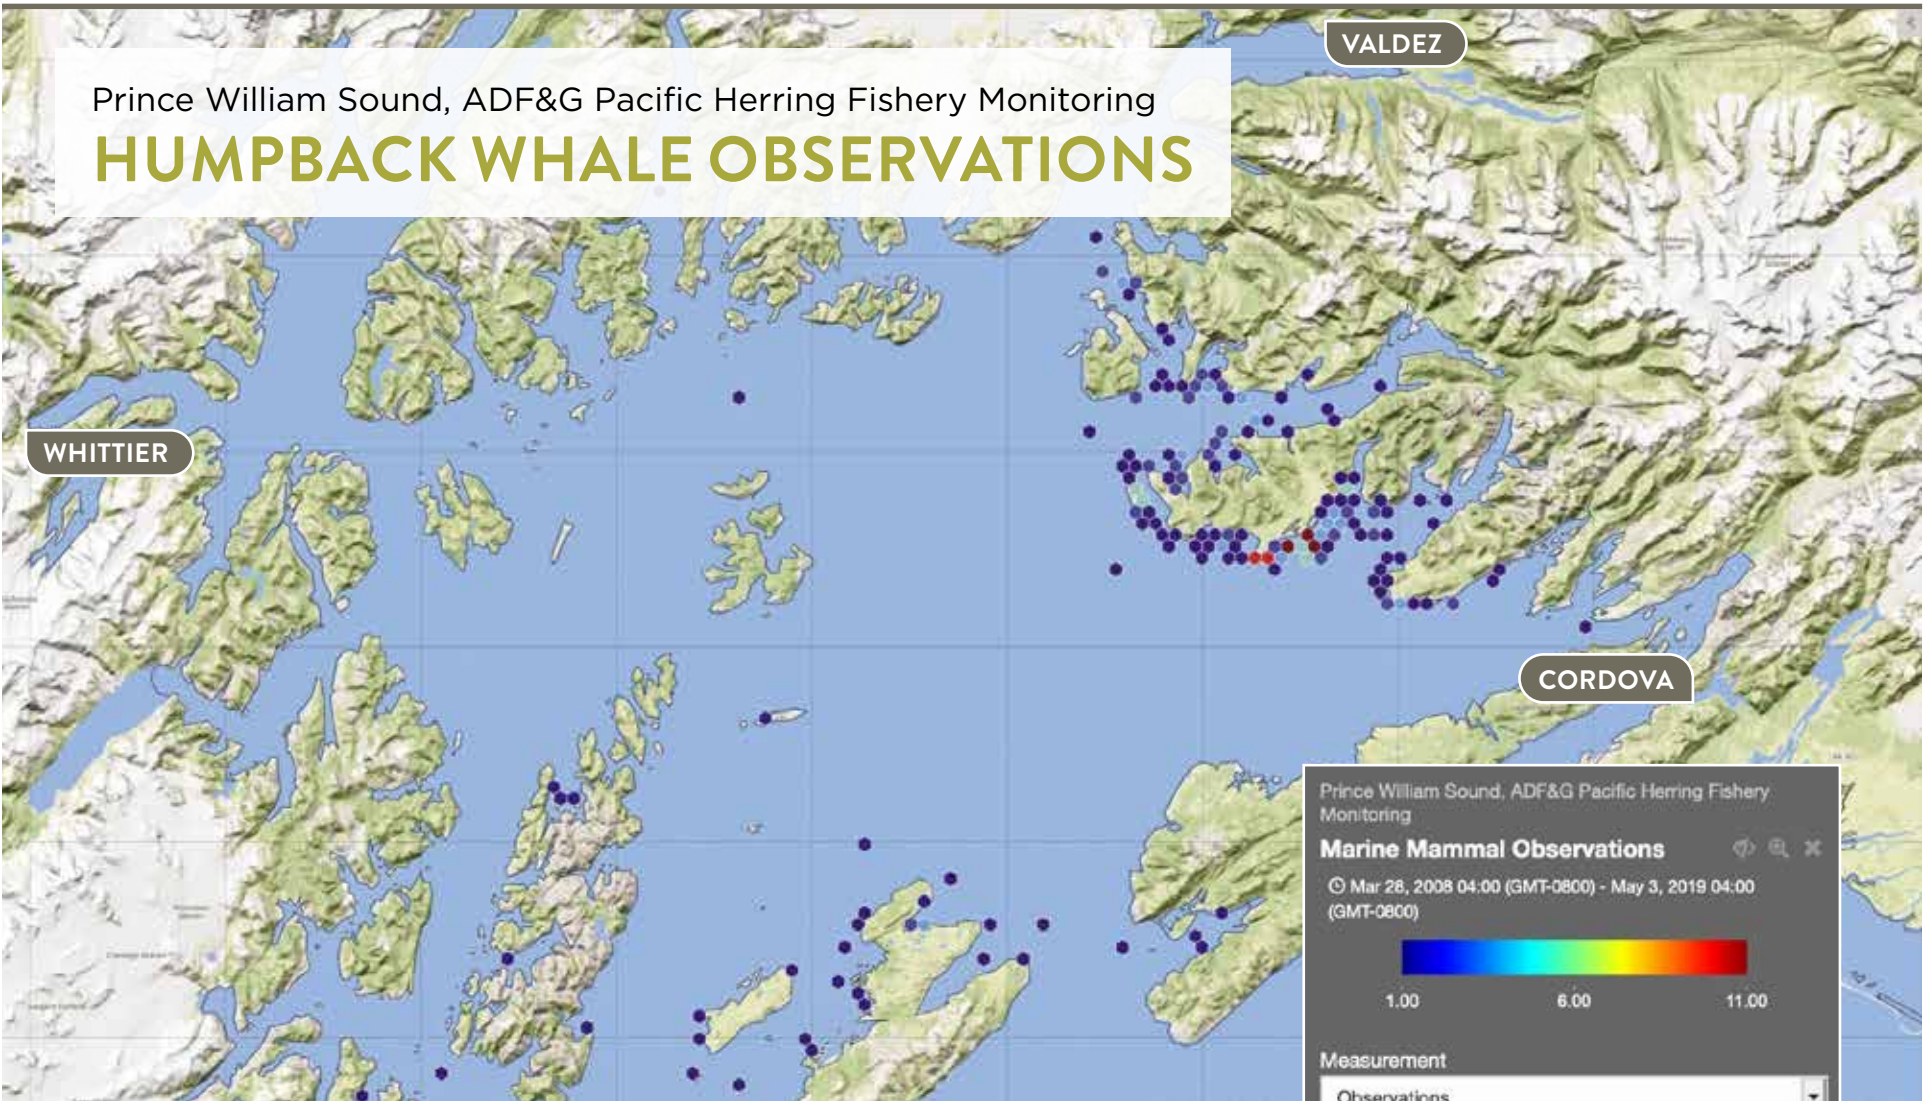 VALDEZ
Prince William Sound, ADF&G Pacific Herring Fishery Monitoring
HUMPBACK WHALE OBSERVATIONS
WHITTIER
CORDOVA
Prince William Sound, ADF&G Pacific Herring Fishery
Monitoring
Marine Mammal Observations
Mar 28, 2008 04:00 (GMT-0800) - May 3, 2019 04:00
(GMT-0800)
1.00 6.00 11.00
Measurement
Observations